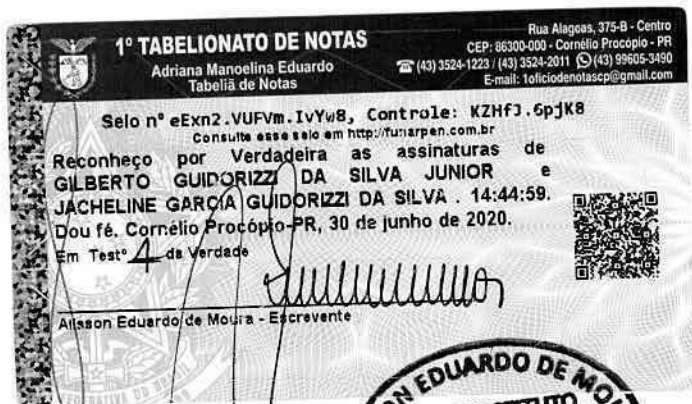 1º TABELIONATO DE NOTAS
Adriana Manoelina Eduardo
Tabeliã de Notas
Rua Alagoas, 375-B - Centro
CEP: 86300-000 - Cornélio Procópio - PR
(43) 3524-1223 / (43) 3524-2011 (43) 99605-3490
E-mail: 1oficiodenotascp@gmail.com
Selo nº eExn2.VUFVm.IvYw8, Controle: KZHfJ.6pjK8
Consulte esse selo em http://funarpen.com.br
Reconheço por Verdadeira as assinaturas de
GILBERTO GUIDORIZZI DA SILVA JUNIOR e
JACHELINE GARCIA GUIDORIZZI DA SILVA . 14:44:59.
Dou fé. Cornélio Procópio-PR, 30 de junho de 2020.
Em Testº da Verdade
Alisson Eduardo de Moura - Escrevente
EDUARDO DE